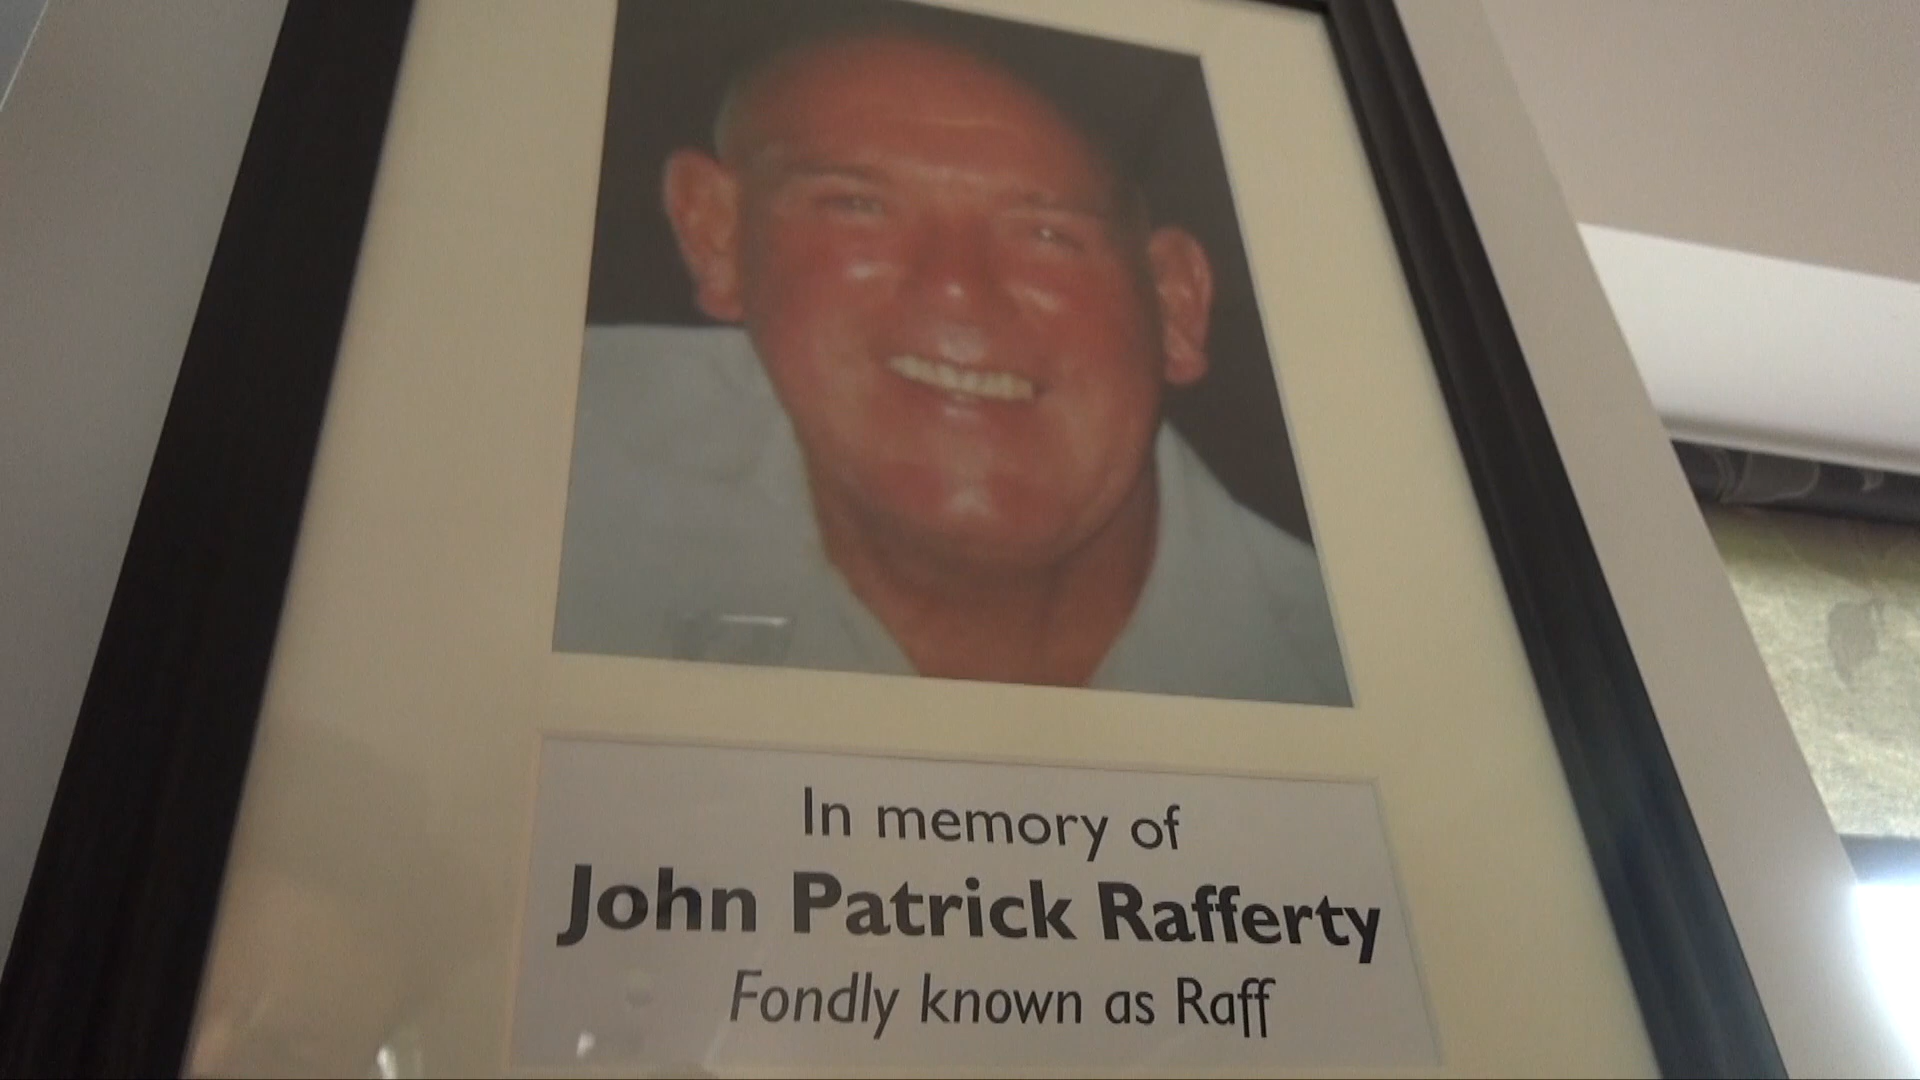 In memory of
John Patrick Rafferty
Fondly known as Raff